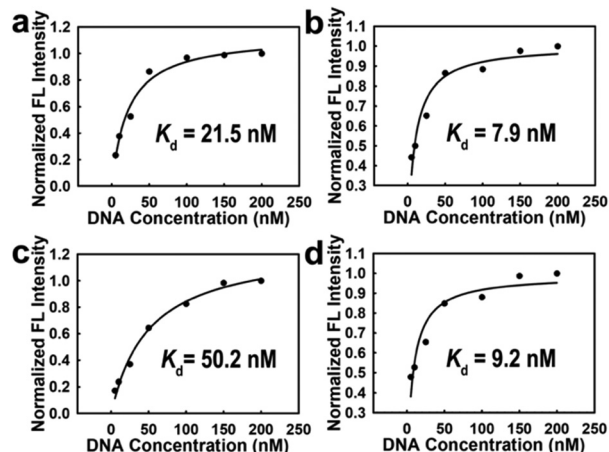 a
Normalized FL Intensity
1.2
1.0
0.8
0.6
0.4
0.2
0.0
Kd = 21.5 nM
0 50 100 150 200 250
DNA Concentration (nM)
b
Normalized FL Intensity
1.1
1.0
0.9
0.8
0.7
0.6
0.5
0.4
0.3
Kd = 7.9 nM
0 50 100 150 200 250
DNA Concentration (nM)
c
Normalized FL Intensity
1.2
1.0
0.8
0.6
0.4
0.2
0.0
Kd = 50.2 nM
0 50 100 150 200 250
DNA Concentration (nM)
d
Normalized FL Intensity
1.1
1.0
0.9
0.8
0.7
0.6
0.5
0.4
0.3
Kd = 9.2 nM
0 50 100 150 200 250
DNA Concentration (nM)